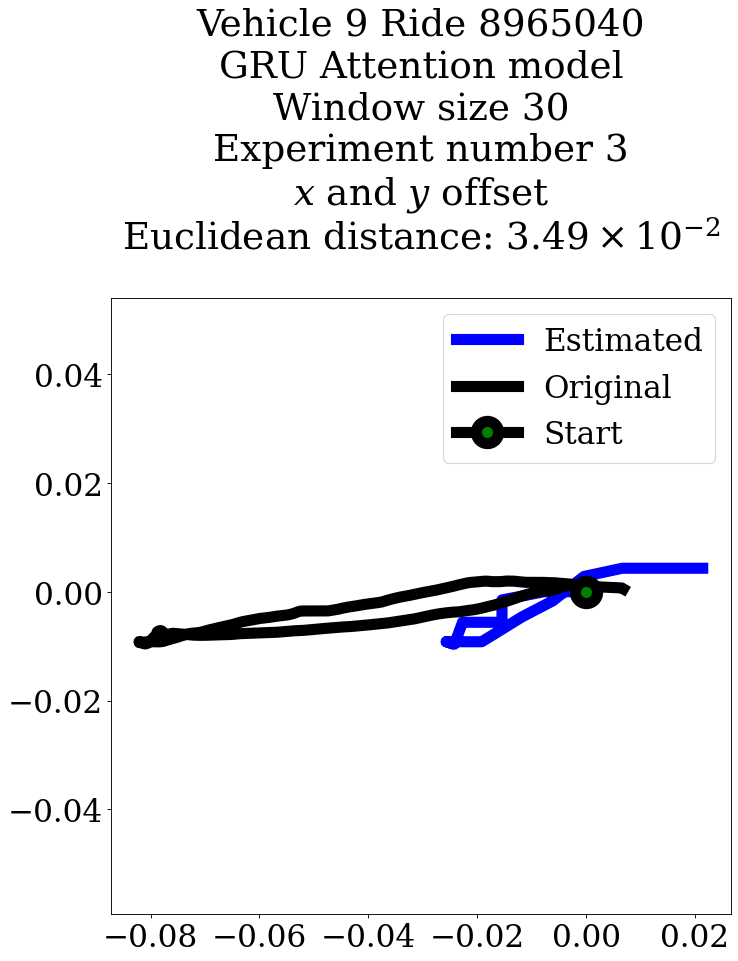 Vehicle 9 Ride 8965040
GRU Attention model
Window size 30
Experiment number 3
x and y offset
Euclidean distance: 3.49 × 10⁻²
Estimated
Original
Start
0.04
0.02
0.00
−0.02
−0.04
−0.08 −0.06 −0.04 −0.02 0.00 0.02